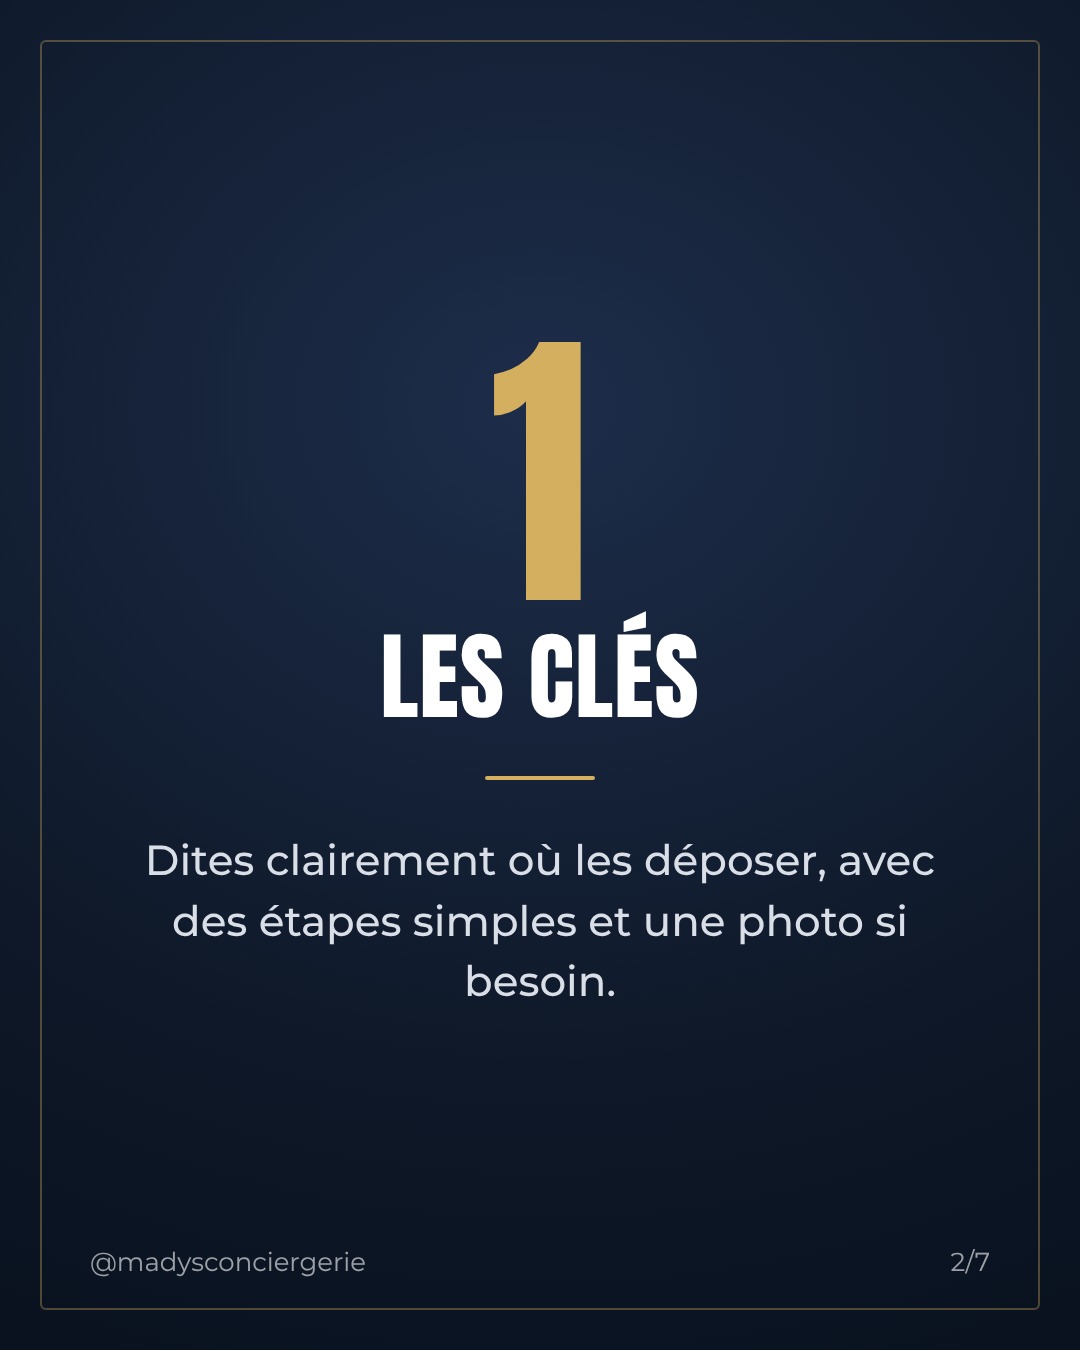 1
LES CLÉS
Dites clairement où les déposer, avec
des étapes simples et une photo si
besoin.
@madysconciergerie
2/7